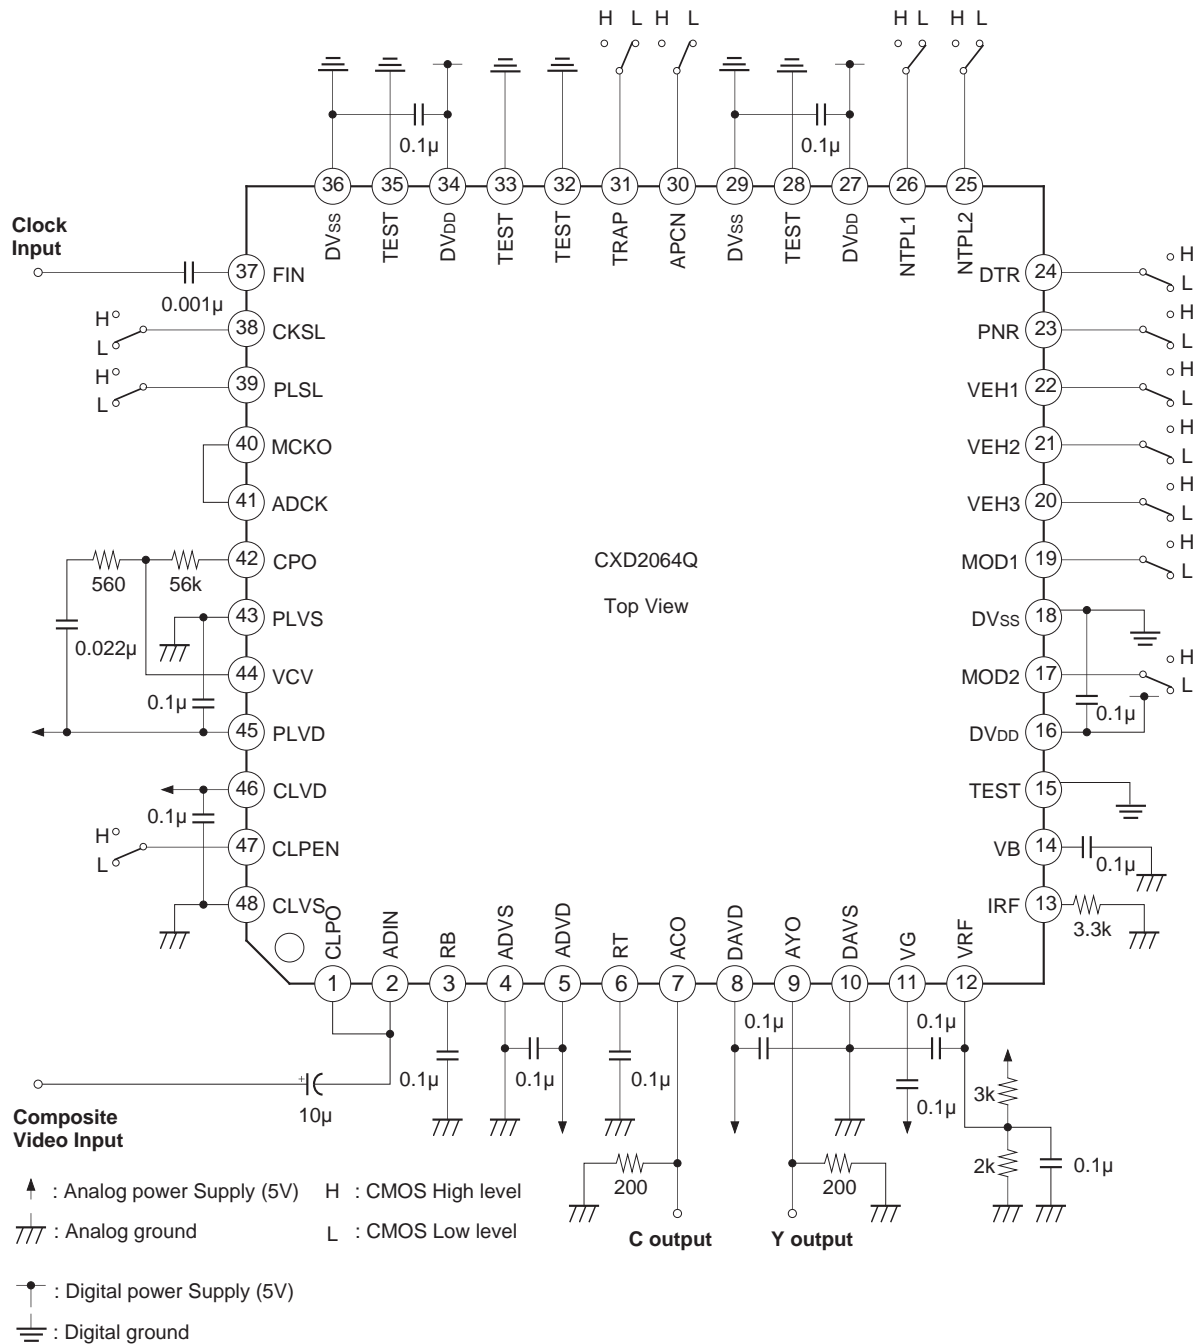 H L H L H L H L
0.1µ 0.1µ
36 35 34 33 32 31 30 29 28 27 26 25
DVSS TEST DVDD TEST TEST TRAP APCN DVSS TEST DVDD NTPL1 NTPL2
Clock
Input
37 FIN
0.001µ
H
L
38 CKSL
H
L
39 PLSL
40 MCKO
41 ADCK
42 CPO
560 56k
43 PLVS
0.022µ
44 VCV
0.1µ
45 PLVD
46 CLVD
0.1µ
H
L
47 CLPEN
48 CLVS
CXD2064Q
Top View
DTR 24
H
L
PNR 23
H
L
VEH1 22
H
L
VEH2 21
H
L
VEH3 20
H
L
MOD1 19
H
L
DVSS 18
MOD2 17
H
L
0.1µ
DVDD 16
TEST 15
VB 14
0.1µ
IRF 13
3.3k
CLPO ADIN RB ADVS ADVD RT ACO DAVD AYO DAVS VG VRF
1 2 3 4 5 6 7 8 9 10 11 12
0.1µ 0.1µ
0.1µ 0.1µ 0.1µ
0.1µ
10µ
3k
2k
0.1µ
200 200
Composite
Video Input
C output Y output
: Analog power Supply (5V) H : CMOS High level
: Analog ground L : CMOS Low level
: Digital power Supply (5V)
: Digital ground